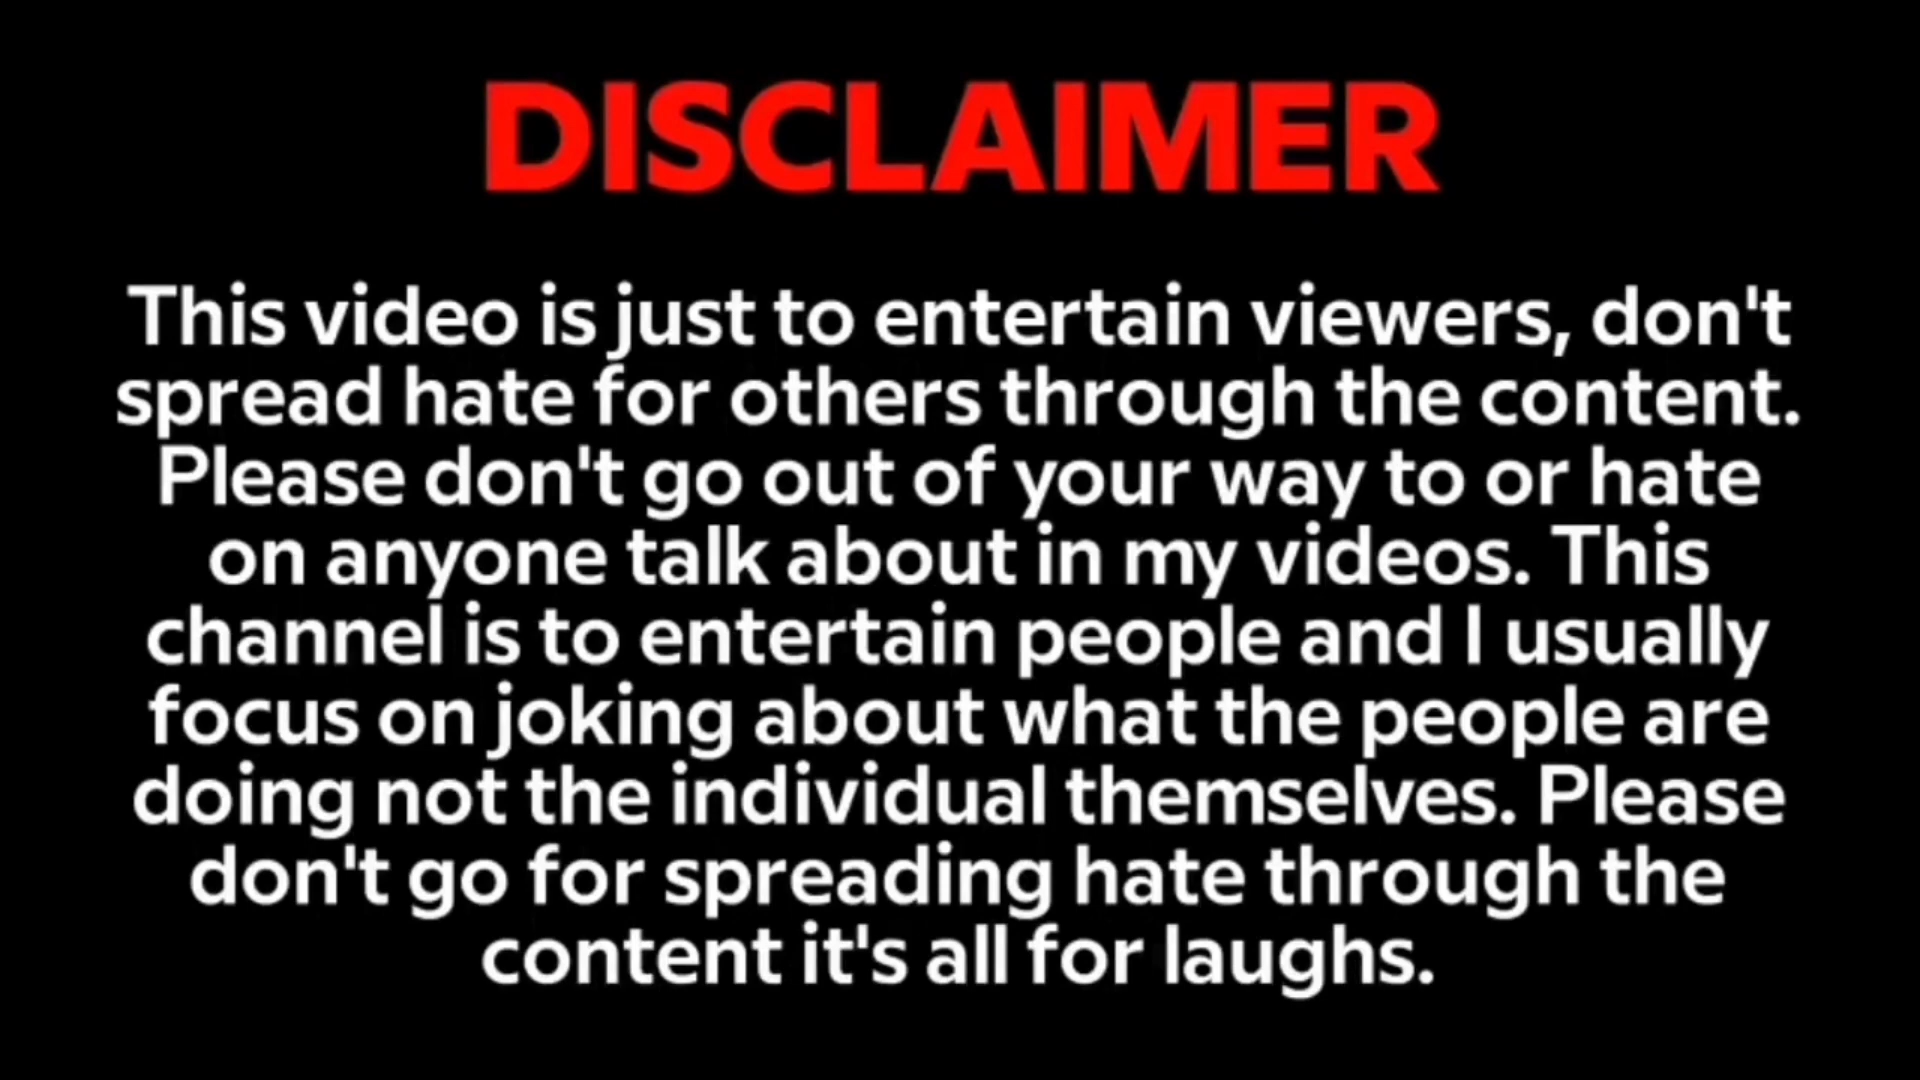 DISCLAIMER
This video is just to entertain viewers, don't
spread hate for others through the content.
Please don't go out of your way to or hate
on anyone talk about in my videos. This
channel is to entertain people and I usually
focus on joking about what the people are
doing not the individual themselves. Please
don't go for spreading hate through the
content it's all for laughs.